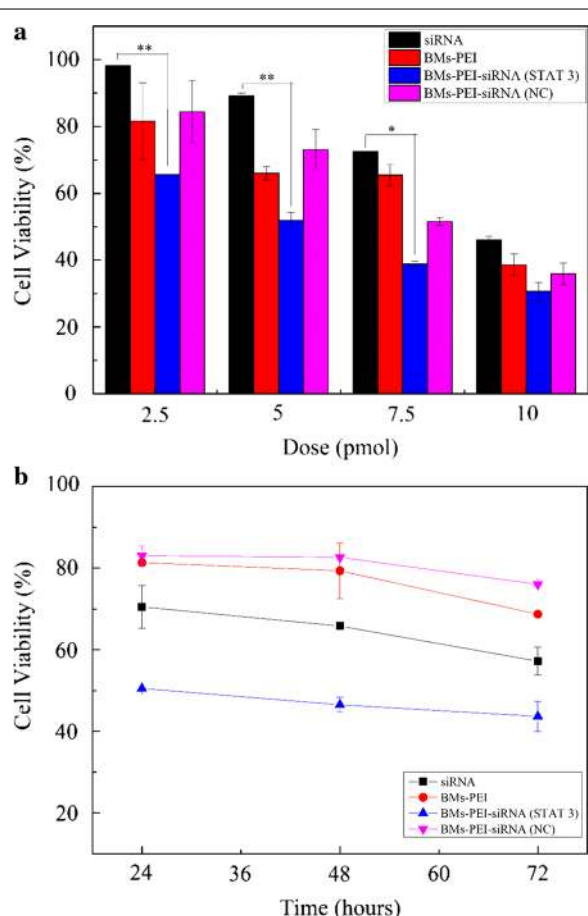 a
siRNA
BMs-PEI
BMs-PEI-siRNA (STAT 3)
BMs-PEI-siRNA (NC)
**
**
*
100
80
60
40
20
0
Cell Viability (%)
2.5 5 7.5 10
Dose (pmol)
b
100
80
60
40
20
Cell Viability (%)
siRNA
BMs-PEI
BMs-PEI-siRNA (STAT 3)
BMs-PEI-siRNA (NC)
24 36 48 60 72
Time (hours)